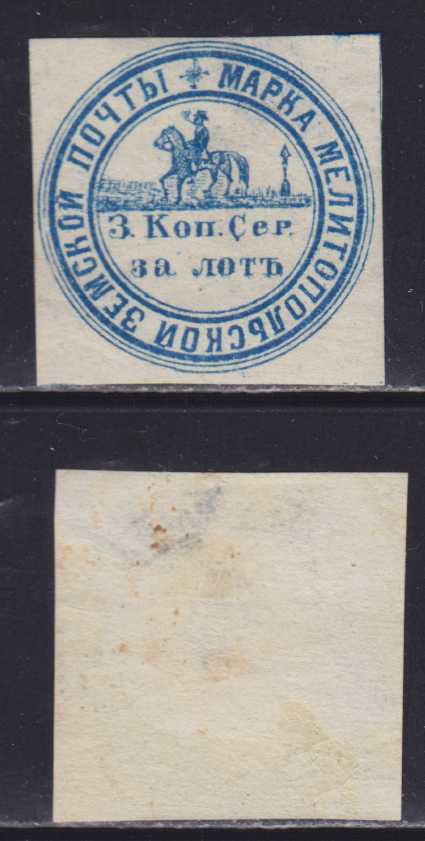 МАРКА МЕЛИТОПОЛЬСКОЙ ЗЕМСКОЙ ПОЧТЫ
3. Коп. Сер.
за лотъ